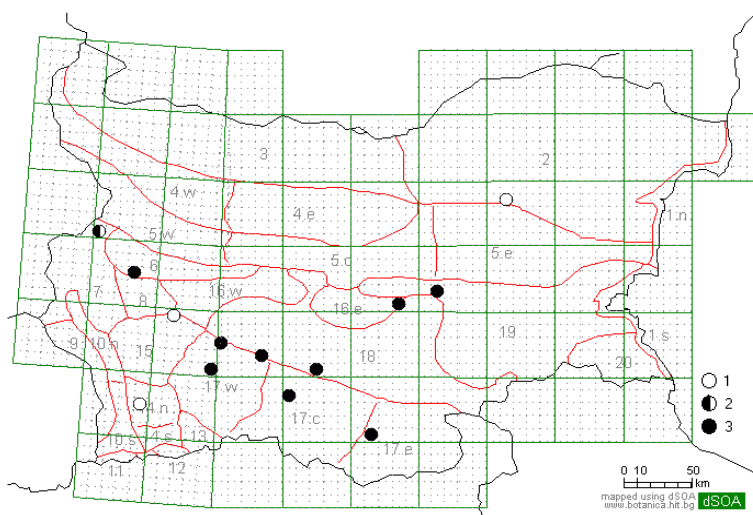 3
2
4.w
4.e
1.n
5.w
5.c
5.e
6
7
8
16.w
16.e
9
10.n
15
18
19
1.s
20
17.w
17.c
17.e
13
10.s
11
12
1
2
3
0 10 50
km
mapped using dSOA
www.botanica.hit.bg
dSOA